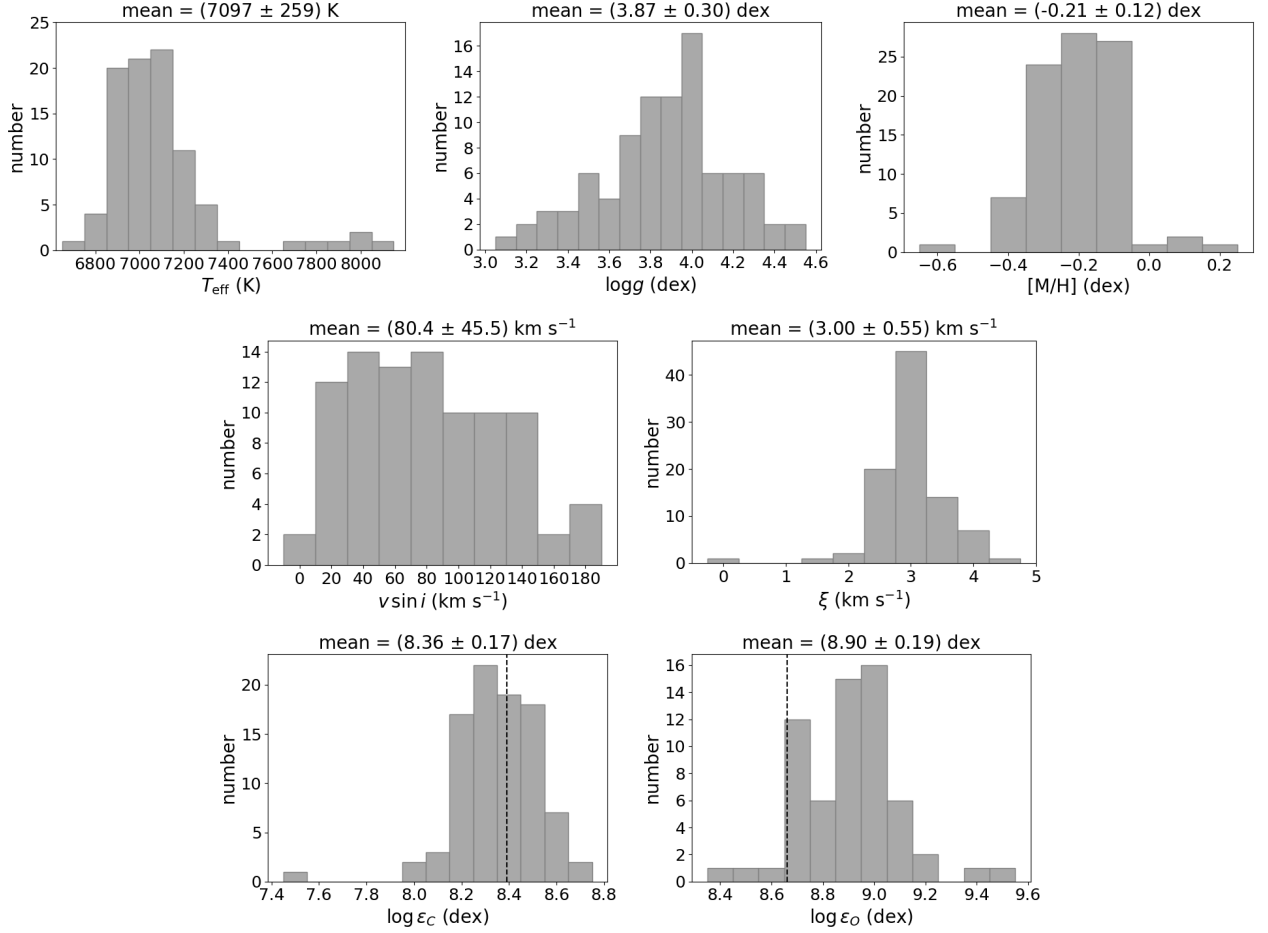 mean = (7097 ± 259) K
25
20
15
10
5
0
number
6800 7000 7200 7400 7600 7800 8000
T_eff (K)
mean = (3.87 ± 0.30) dex
16
14
12
10
8
6
4
2
0
number
3.0 3.2 3.4 3.6 3.8 4.0 4.2 4.4 4.6
log g (dex)
mean = (-0.21 ± 0.12) dex
25
20
15
10
5
0
number
−0.6 −0.4 −0.2 0.0 0.2
[M/H] (dex)
mean = (80.4 ± 45.5) km s⁻¹
14
12
10
8
6
4
2
0
number
0 20 40 60 80 100 120 140 160 180
v sin i (km s⁻¹)
mean = (3.00 ± 0.55) km s⁻¹
40
30
20
10
0
number
0 1 2 3 4 5
ξ (km s⁻¹)
mean = (8.36 ± 0.17) dex
20
15
10
5
0
number
7.4 7.6 7.8 8.0 8.2 8.4 8.6 8.8
log ε_C (dex)
mean = (8.90 ± 0.19) dex
16
14
12
10
8
6
4
2
0
number
8.4 8.6 8.8 9.0 9.2 9.4 9.6
log ε_O (dex)